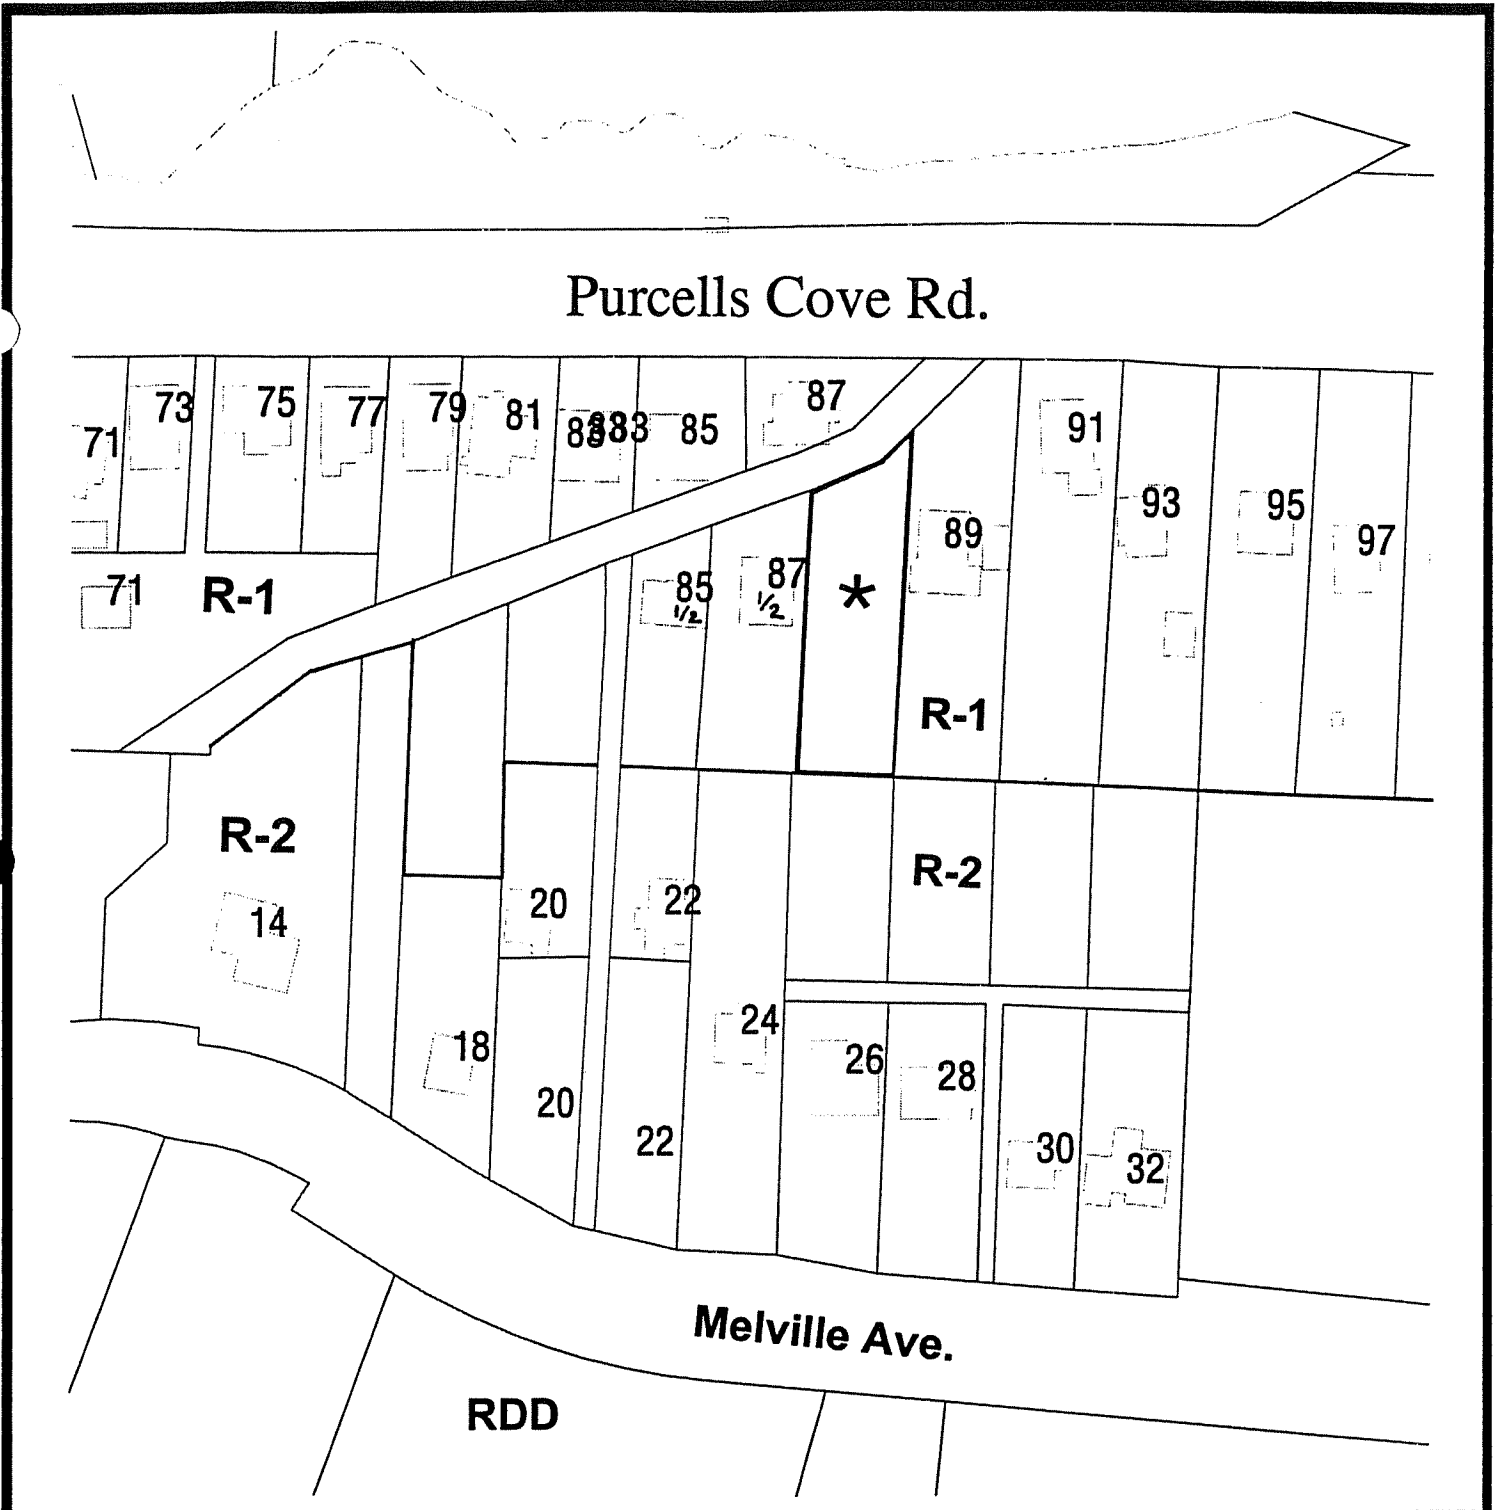 Purcells Cove Rd.
71 73 75 77 79 81 83 83 85 87 91
89 93 95 97
71 R-1 85 1/2 87 1/2 *
R-1
R-2 R-2
14 20 22
18 24 26 28
20 22 30 32
Melville Ave.
RDD